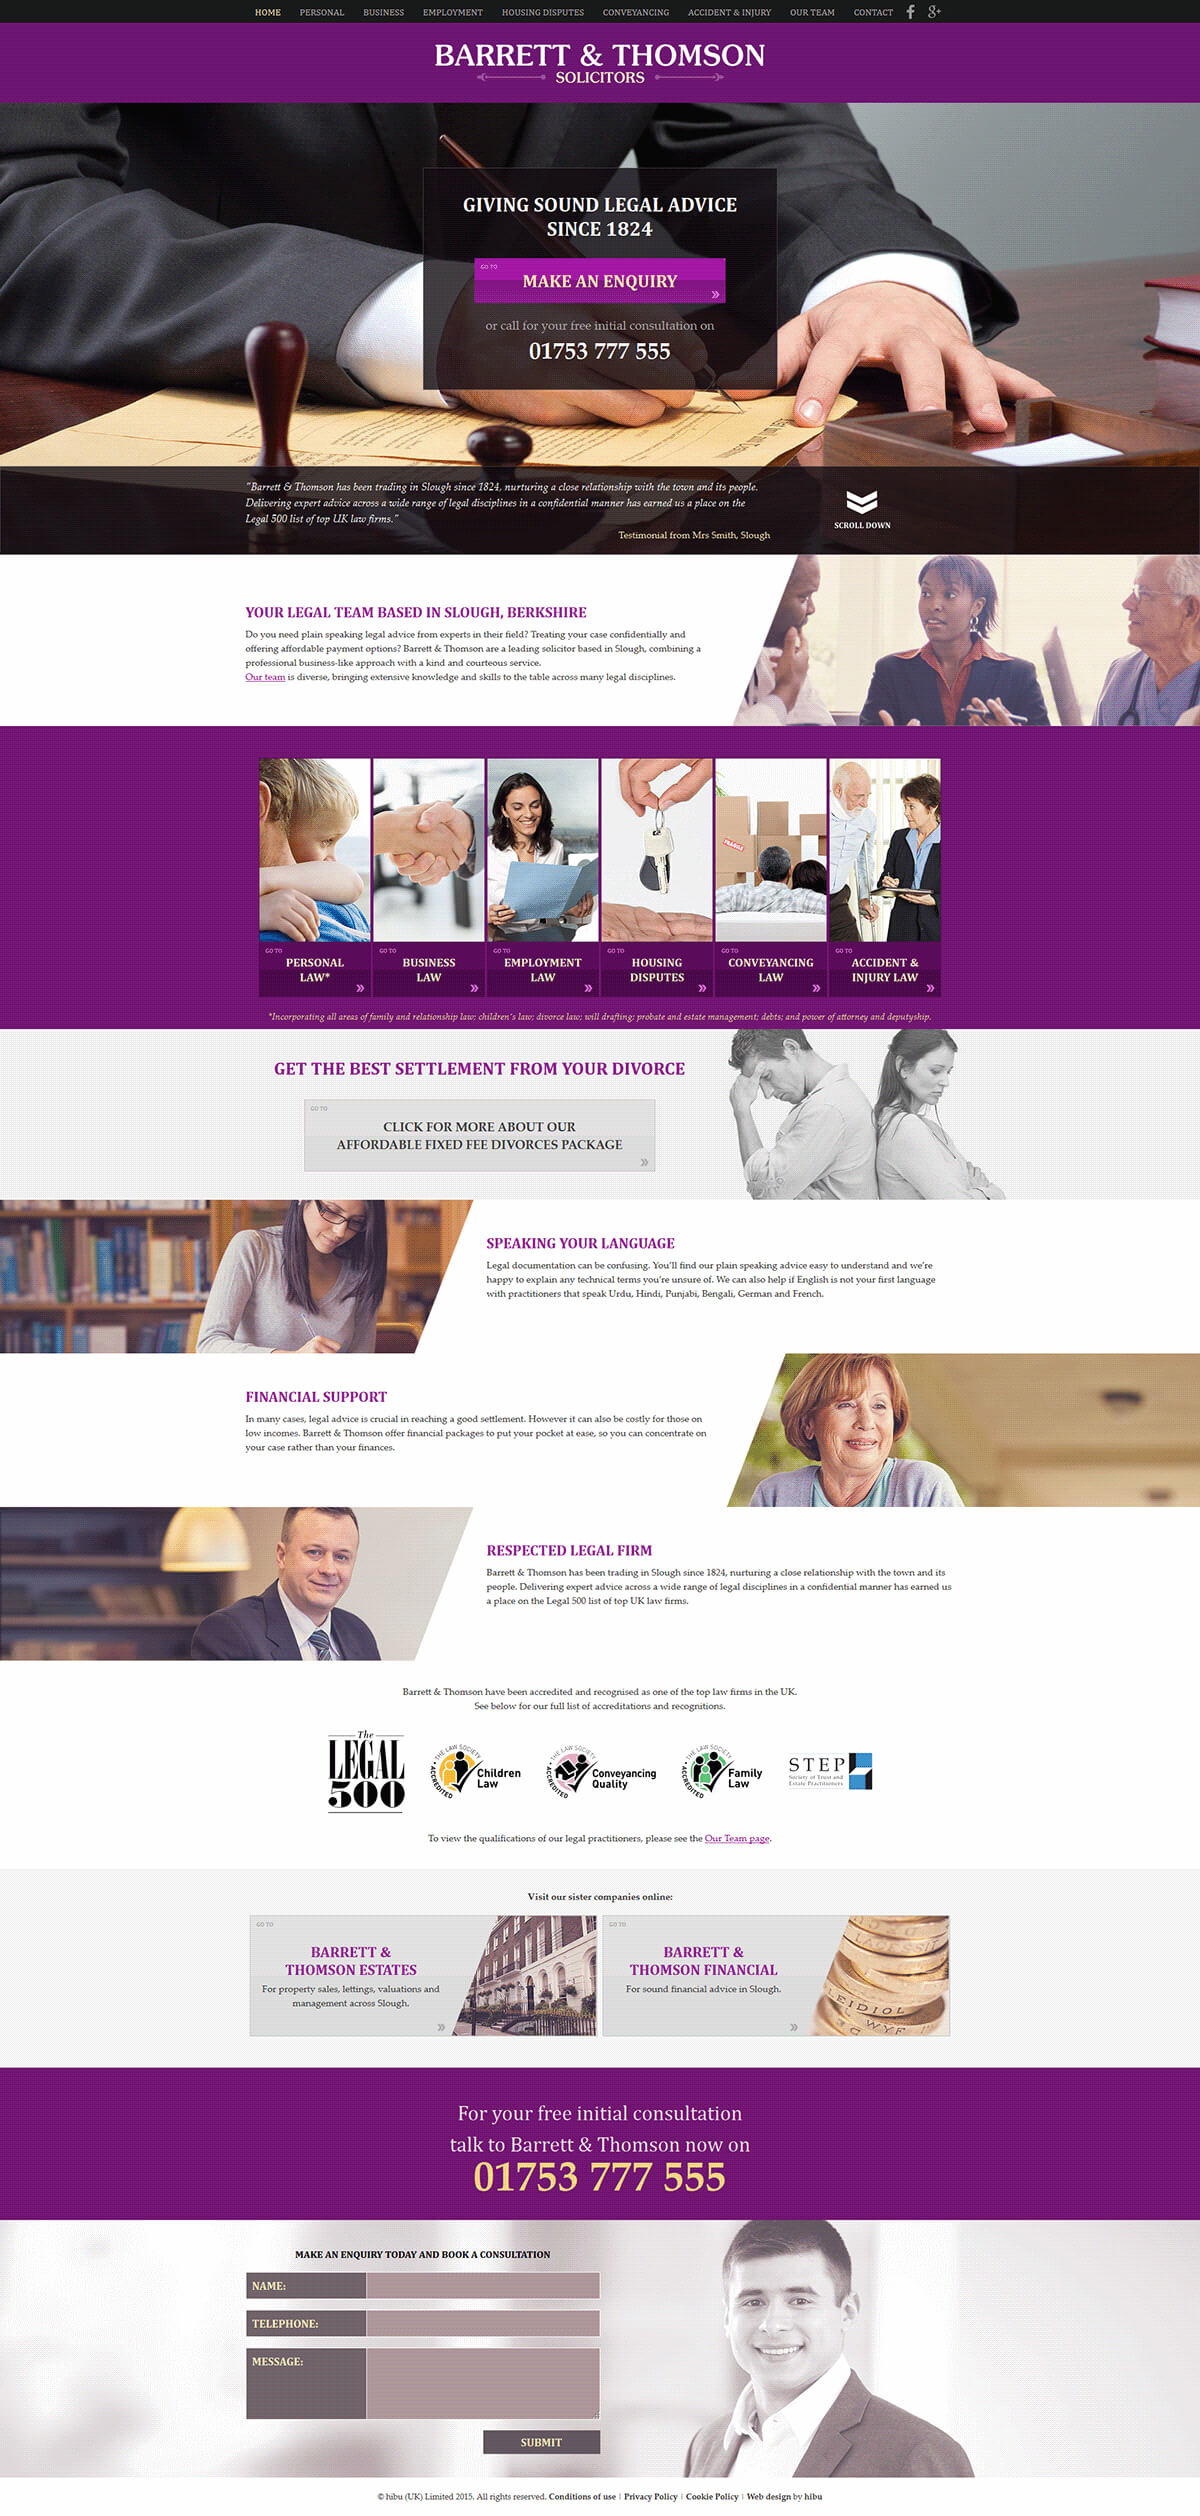 HOME PERSONAL BUSINESS EMPLOYMENT HOUSING DISPUTES CONVEYANCING ACCIDENT & INJURY OUR TEAM CONTACT
BARRETT & THOMSON
SOLICITORS
GIVING SOUND LEGAL ADVICE
SINCE 1824
GO TO
MAKE AN ENQUIRY
or call for your free initial consultation on
01753 777 555
"Barrett & Thomson has been trading in Slough since 1824, nurturing a close relationship with the town and its people.
Delivering expert advice across a wide range of legal disciplines in a confidential manner has earned us a place on the
Legal 500 list of top UK law firms."
Testimonial from Mrs Smith, Slough
SCROLL DOWN
YOUR LEGAL TEAM BASED IN SLOUGH, BERKSHIRE
Do you need plain speaking legal advice from experts in their field? Treating your case confidentially and
offering affordable payment options? Barrett & Thomson are a leading solicitor based in Slough, combining a
professional business-like approach with a kind and courteous service.
Our team is diverse, bringing extensive knowledge and skills to the table across many legal disciplines.
FRAGILE
GO TO
PERSONAL
LAW*
GO TO
BUSINESS
LAW
GO TO
EMPLOYMENT
LAW
GO TO
HOUSING
DISPUTES
GO TO
CONVEYANCING
LAW
GO TO
ACCIDENT &
INJURY LAW
*Incorporating all areas of family and relationship law; children's law; divorce law; will drafting; probate and estate management; debts; and power of attorney and deputyship.
GET THE BEST SETTLEMENT FROM YOUR DIVORCE
GO TO
CLICK FOR MORE ABOUT OUR
AFFORDABLE FIXED FEE DIVORCES PACKAGE
SPEAKING YOUR LANGUAGE
Legal documentation can be confusing. You'll find our plain speaking advice easy to understand and we're
happy to explain any technical terms you're unsure of. We can also help if English is not your first language
with practitioners that speak Urdu, Hindi, Punjabi, Bengali, German and French.
FINANCIAL SUPPORT
In many cases, legal advice is crucial in reaching a good settlement. However it can also be costly for those on
low incomes. Barrett & Thomson offer financial packages to put your pocket at ease, so you can concentrate on
your case rather than your finances.
RESPECTED LEGAL FIRM
Barrett & Thomson has been trading in Slough since 1824, nurturing a close relationship with the town and its
people. Delivering expert advice across a wide range of legal disciplines in a confidential manner has earned us
a place on the Legal 500 list of top UK law firms.
Barrett & Thomson have been accredited and recognised as one of the top law firms in the UK.
See below for our full list of accreditations and recognitions.
The
LEGAL
500
THE LAW SOCIETY
ACCREDITED
Children
Law
THE LAW SOCIETY
ACCREDITED
Conveyancing
Quality
THE LAW SOCIETY
ACCREDITED
Family
Law
STEP
Society of Trust and
Estate Practitioners
To view the qualifications of our legal practitioners, please see the Our Team page.
Visit our sister companies online:
GO TO
BARRETT &
THOMSON ESTATES
For property sales, lettings, valuations and
management across Slough.
GO TO
BARRETT &
THOMSON FINANCIAL
For sound financial advice in Slough.
PLEIDIOL
WYF
For your free initial consultation
talk to Barrett & Thomson now on
01753 777 555
MAKE AN ENQUIRY TODAY AND BOOK A CONSULTATION
NAME:
TELEPHONE:
MESSAGE:
SUBMIT
© hibu (UK) Limited 2015. All rights reserved. Conditions of use | Privacy Policy | Cookie Policy | Web design by hibu